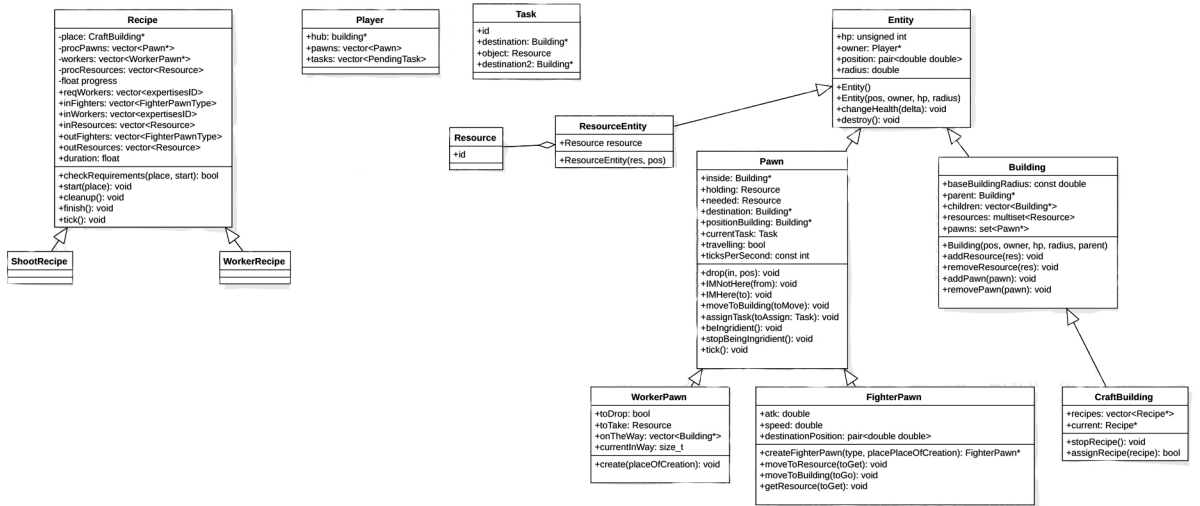 Recipe
-place: CraftBuilding*
-procPawns: vector<Pawn*>
-workers: vector<WorkerPawn*>
-procResources: vector<Resource>
-float progress
+reqWorkers: vector<expertisesID>
+inFighters: vector<FighterPawnType>
+inWorkers: vector<expertisesID>
+inResources: vector<Resource>
+outFighters: vector<FighterPawnType>
+outResources: vector<Resource>
+duration: float
+checkRequirements(place, start): bool
+start(place): void
+cleanup(): void
+finish(): void
+tick(): void
ShootRecipe
WorkerRecipe
Player
+hub: building*
+pawns: vector<Pawn>
+tasks: vector<PendingTask>
Task
+id
+destination: Building*
+object: Resource
+destination2: Building*
Entity
+hp: unsigned int
+owner: Player*
+position: pair<double double>
+radius: double
+Entity()
+Entity(pos, owner, hp, radius)
+changeHealth(delta): void
+destroy(): void
Resource
+id
ResourceEntity
+Resource resource
+ResourceEntity(res, pos)
Pawn
+inside: Building*
+holding: Resource
+needed: Resource
+destination: Building*
+positionBuilding: Building*
+currentTask: Task
+travelling: bool
+ticksPerSecond: const int
+drop(in, pos): void
+IMNotHere(from): void
+IMHere(to): void
+moveToBuilding(toMove): void
+assignTask(toAssign: Task): void
+beIngridient(): void
+stopBeingIngridient(): void
+tick(): void
Building
+baseBuildingRadius: const double
+parent: Building*
+children: vector<Building*>
+resources: multiset<Resource>
+pawns: set<Pawn*>
+Building(pos, owner, hp, radius, parent)
+addResource(res): void
+removeResource(res): void
+addPawn(pawn): void
+removePawn(pawn): void
WorkerPawn
+toDrop: bool
+toTake: Resource
+onTheWay: vector<Building*>
+currentInWay: size_t
+create(placeOfCreation): void
FighterPawn
+atk: double
+speed: double
+destinationPosition: pair<double double>
+createFighterPawn(type, placePlaceOfCreation): FighterPawn*
+moveToResource(toGet): void
+moveToBuilding(toGo): void
+getResource(toGet): void
CraftBuilding
+recipes: vector<Recipe*>
+current: Recipe*
+stopRecipe(): void
+assignRecipe(recipe): bool